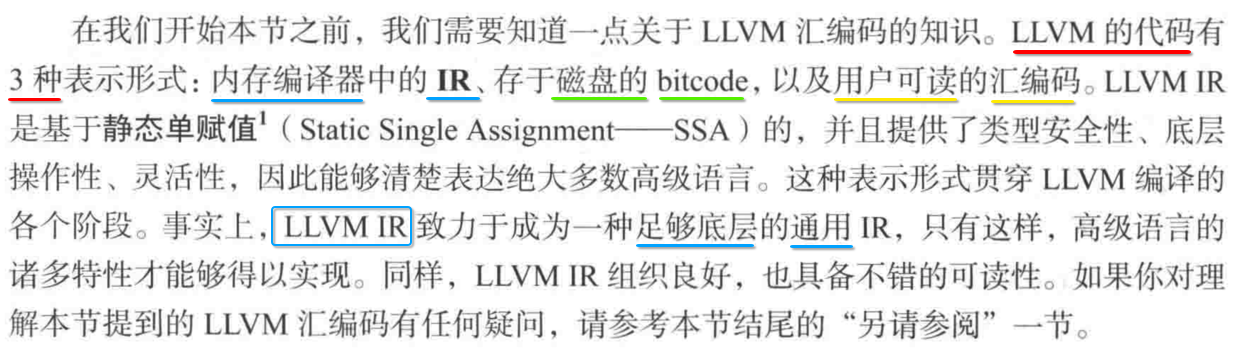 在我们开始本节之前，我们需要知道一点关于 LLVM 汇编码的知识。LLVM 的代码有
3 种表示形式：内存编译器中的 IR、存于磁盘的 bitcode，以及用户可读的汇编码。LLVM IR
是基于静态单赋值1（Static Single Assignment——SSA）的，并且提供了类型安全性、底层
操作性、灵活性，因此能够清楚表达绝大多数高级语言。这种表示形式贯穿 LLVM 编译的
各个阶段。事实上，LLVM IR 致力于成为一种足够底层的通用 IR，只有这样，高级语言的
诸多特性才能够得以实现。同样，LLVM IR 组织良好，也具备不错的可读性。如果你对理
解本节提到的 LLVM 汇编码有任何疑问，请参考本节结尾的“另请参阅”一节。